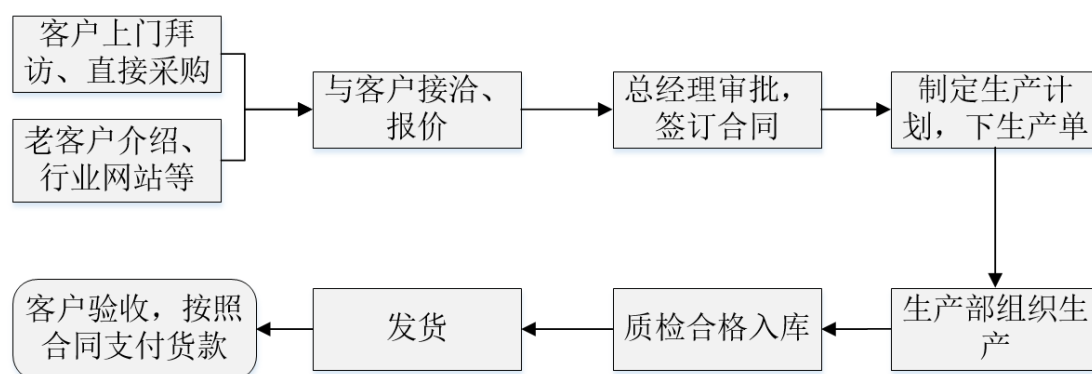 客户上门拜
访、直接采购
老客户介绍、
行业网站等
与客户接洽、
报价
总经理审批，
签订合同
制定生产计
划，下生产单
生产部组织生
产
质检合格入库
发货
客户验收，按照
合同支付货款